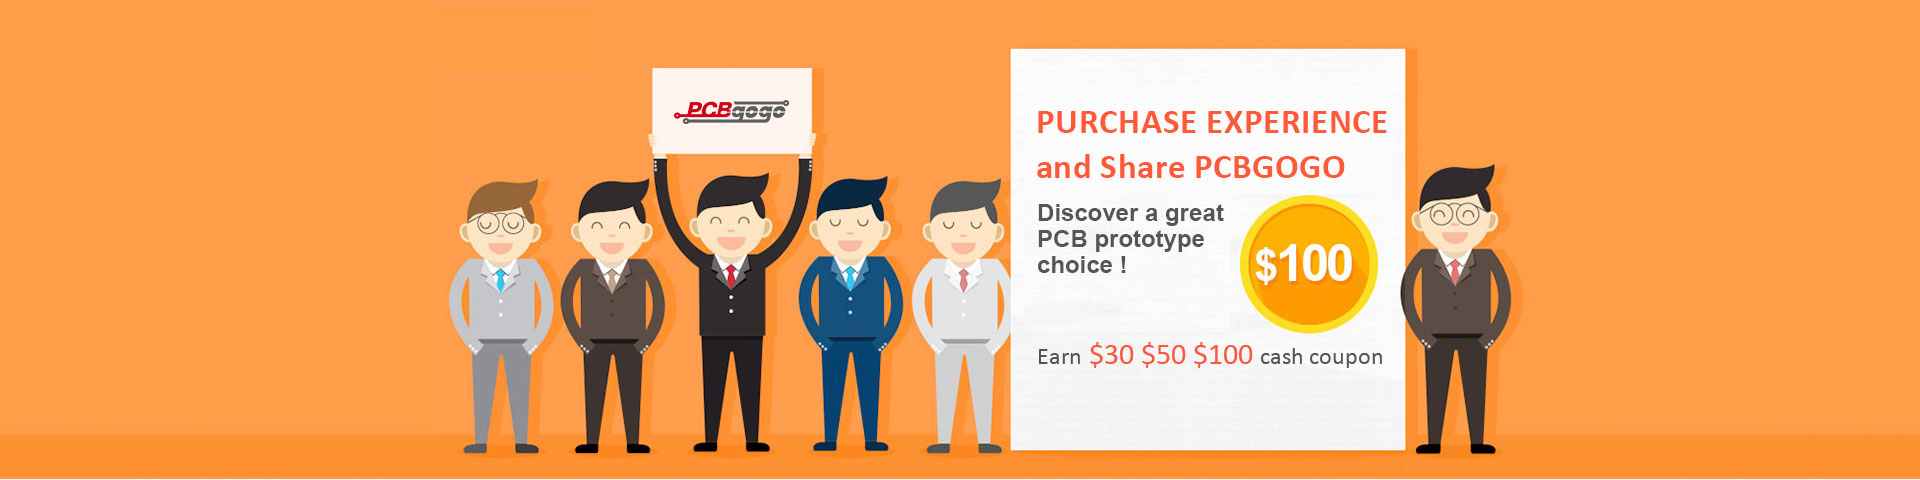 PCBgogo
PURCHASE EXPERIENCE
and Share PCBGOGO
Discover a great
PCB prototype
choice !
$100
Earn $30 $50 $100 cash coupon